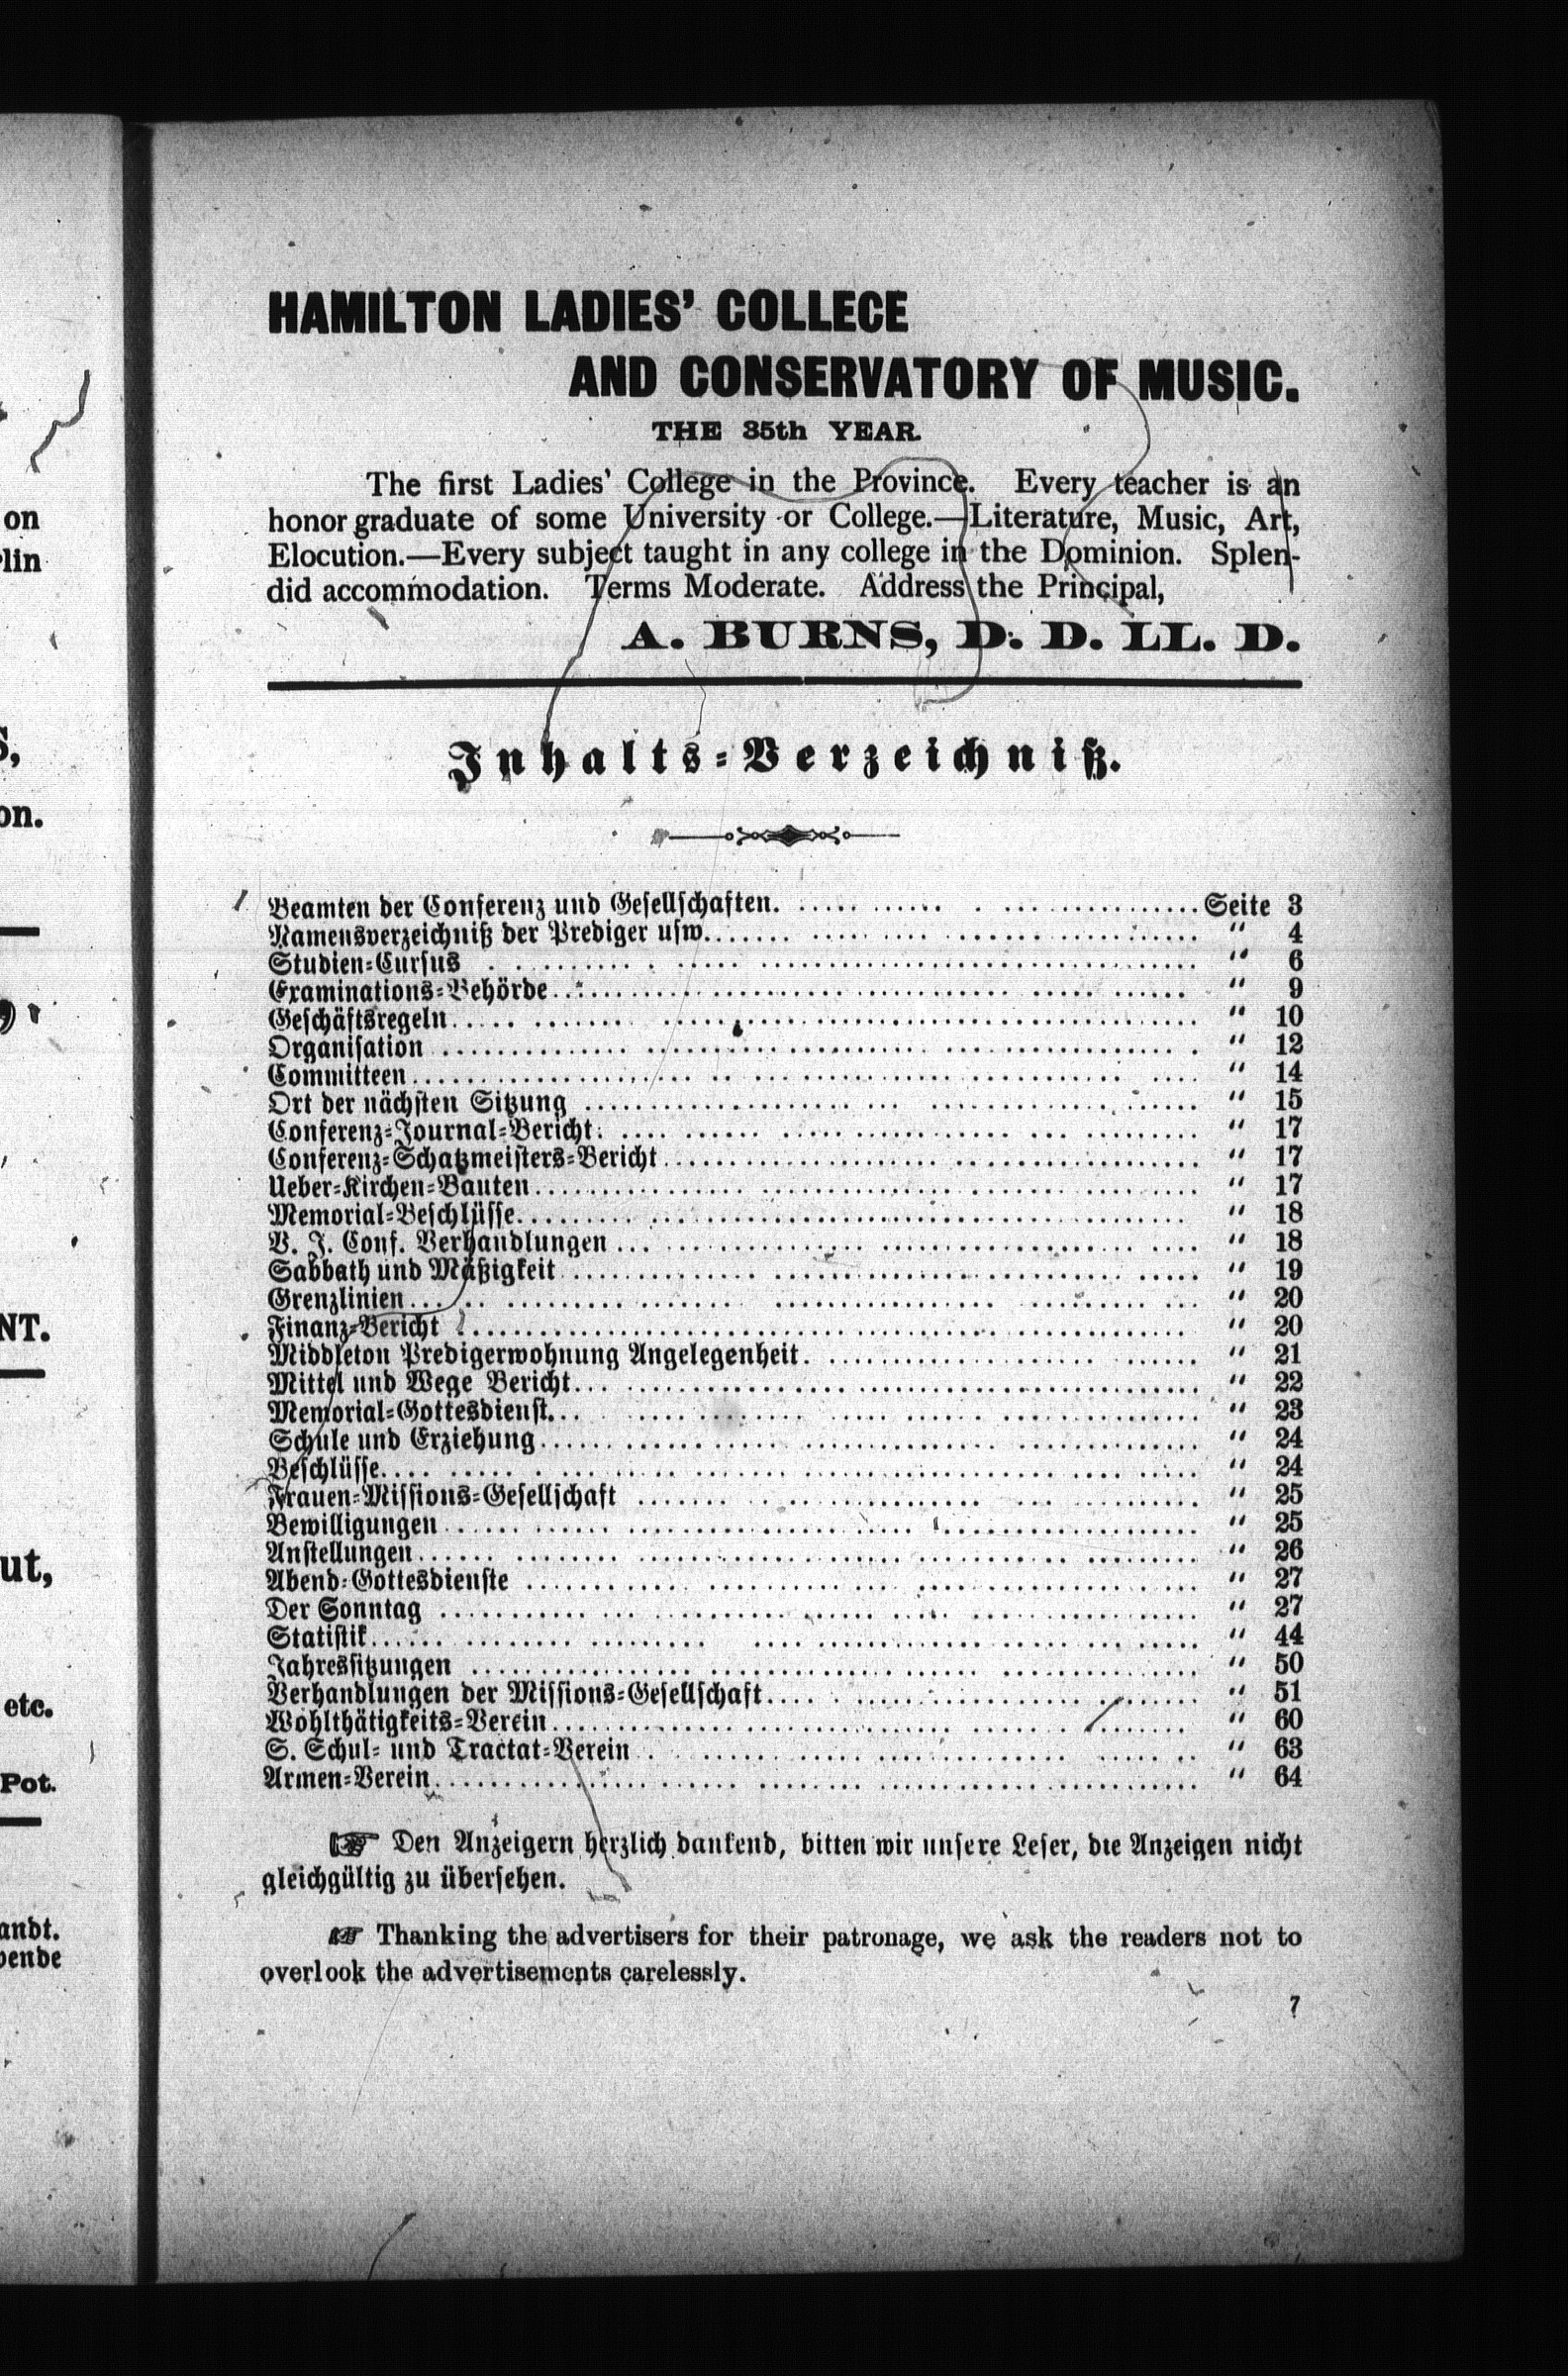 HAMILTON LADIES' COLLEGE
AND CONSERVATORY OF MUSIC.
THE 35th YEAR.
The first Ladies' College in the Province. Every teacher is an
honor graduate of some University or College.—Literature, Music, Art,
Elocution.—Every subject taught in any college in the Dominion. Splen-
did accommodation. Terms Moderate. Address the Principal,
A. BURNS, D. D. LL. D.
Inhalts-Verzeichniß.
Beamten der Conferenz und Gesellschaften. Seite 3
Namensverzeichniß der Prediger usw. " 4
Studien-Cursus " 6
Examinations-Behörde " 9
Geschäftsregeln " 10
Organisation " 12
Committeen " 14
Ort der nächsten Sitzung " 15
Conferenz-Journal-Bericht " 17
Conferenz-Schatzmeisters-Bericht " 17
Ueber-Kirchen-Bauten " 17
Memorial-Beschlüsse " 18
V. J. Conf. Verhandlungen " 18
Sabbath und Mäßigkeit " 19
Grenzlinien " 20
Finanz-Bericht " 20
Middleton Predigerwohnung Angelegenheit " 21
Mittel und Wege Bericht " 22
Memorial-Gottesdienst " 23
Schule und Erziehung " 24
Beschlüsse " 24
Frauen-Missions-Gesellschaft " 25
Bewilligungen " 25
Anstellungen " 26
Abend-Gottesdienste " 27
Der Sonntag " 27
Statistik " 44
Jahressitzungen " 50
Verhandlungen der Missions-Gesellschaft " 51
Wohlthätigkeits-Verein " 60
S. Schul- und Tractat-Verein " 63
Armen-Verein " 64
☞ Den Anzeigern herzlich dankend, bitten wir unsere Leser, die Anzeigen nicht
gleichgültig zu übersehen.
☞ Thanking the advertisers for their patronage, we ask the readers not to
overlook the advertisements carelessly.
7
on
lin
on.
NT.
ut,
etc.
Pot.
andt.
bende